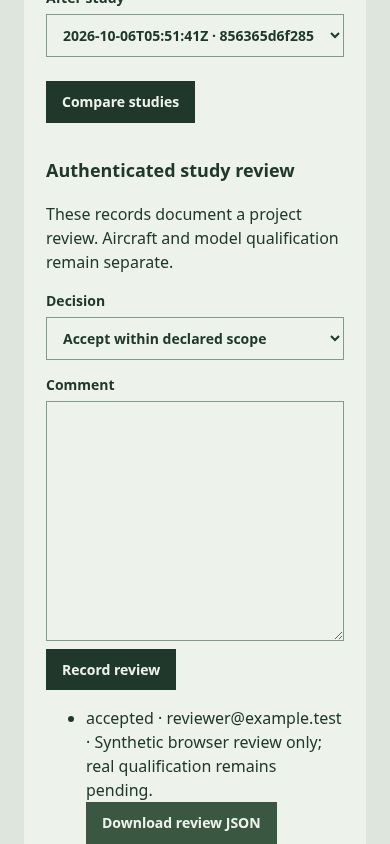 After study
2026-10-06T05:51:41Z · 856365d6f285
Compare studies
Authenticated study review
These records document a project
review. Aircraft and model qualification
remain separate.
Decision
Accept within declared scope
Comment
Record review
accepted · reviewer@example.test
· Synthetic browser review only;
real qualification remains
pending.
Download review JSON